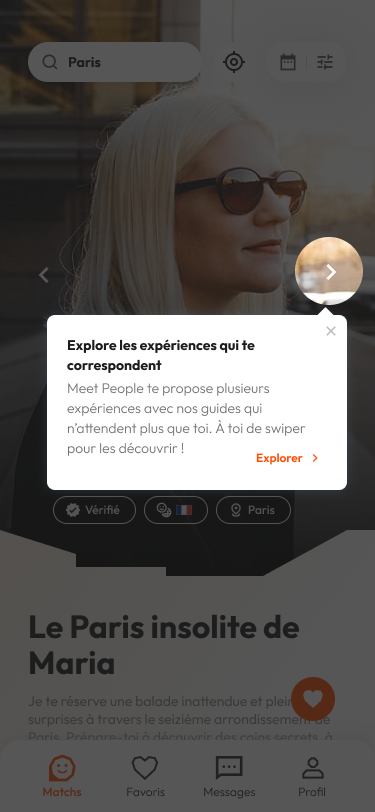 Paris
Explore les expériences qui te
correspondent
Meet People te propose plusieurs
expériences avec nos guides qui
n'attendent plus que toi. À toi de swiper
pour les découvrir !
Explorer
Vérifié
Paris
Le Paris insolite de
Maria
Je te réserve une balade inattendue et plein de
surprises à travers le seizième arrondissement de
Paris. Prépare-toi à découvrir des coins secrets, à
Matchs
Favoris
Messages
Profil